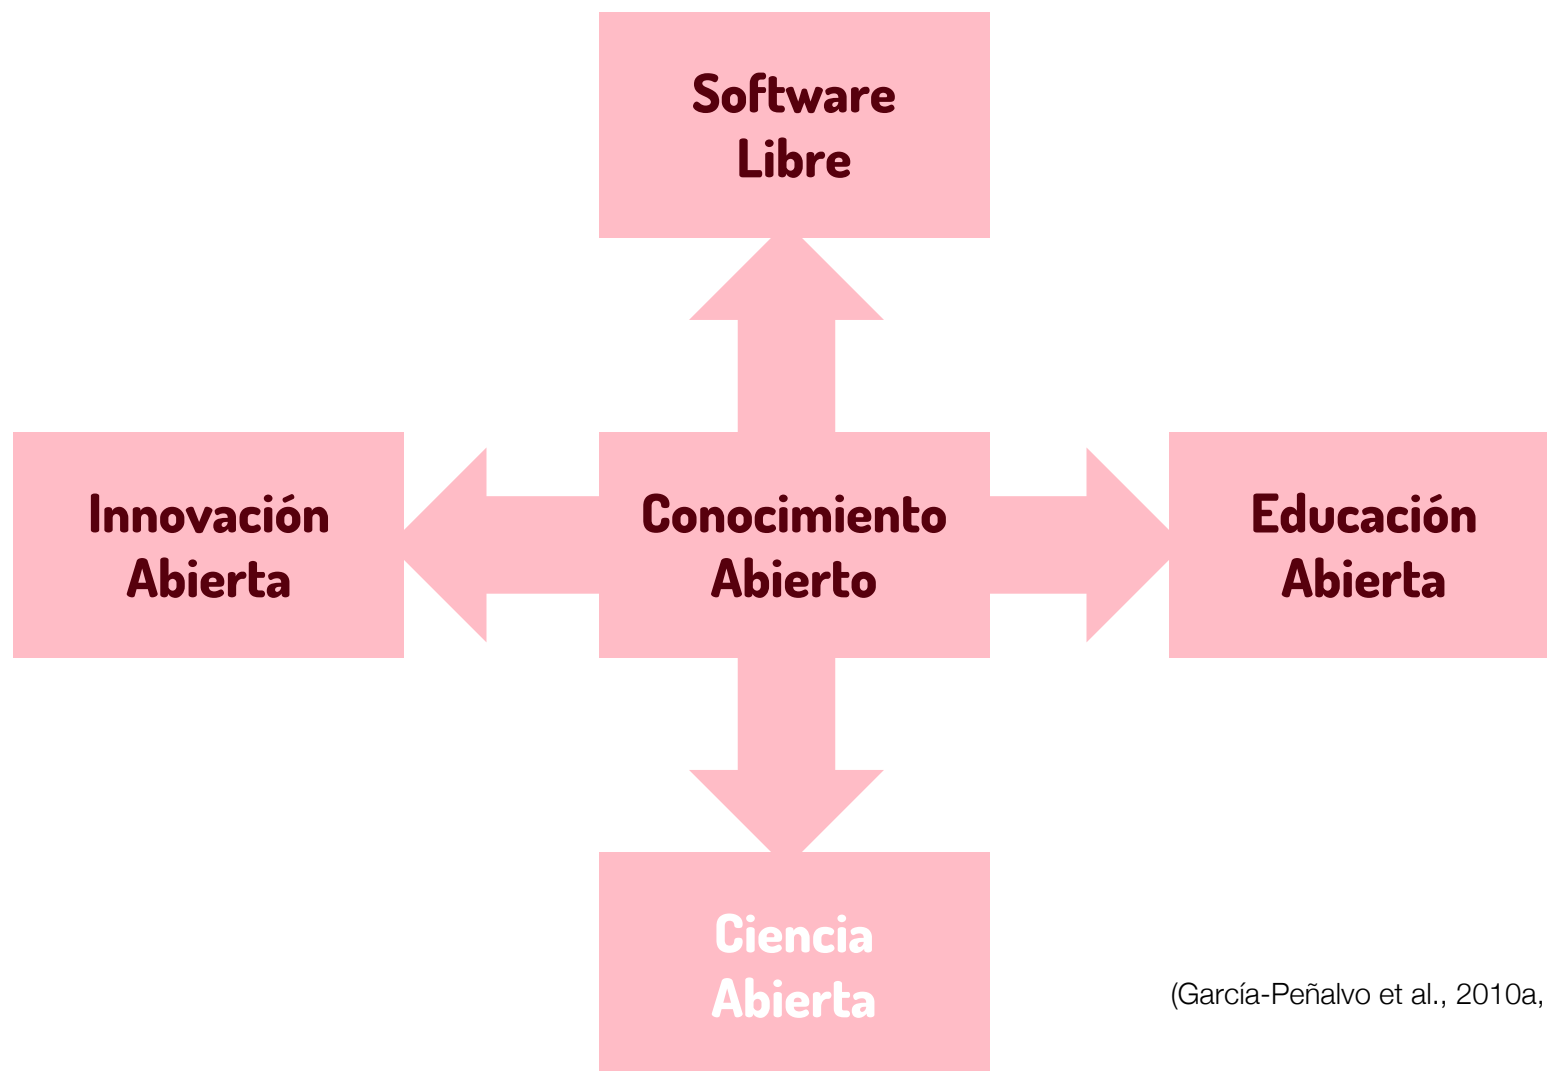 Software
Libre
Innovación
Abierta
Conocimiento
Abierto
Educación
Abierta
Ciencia
Abierta
(García-Peñalvo et al., 2010a,